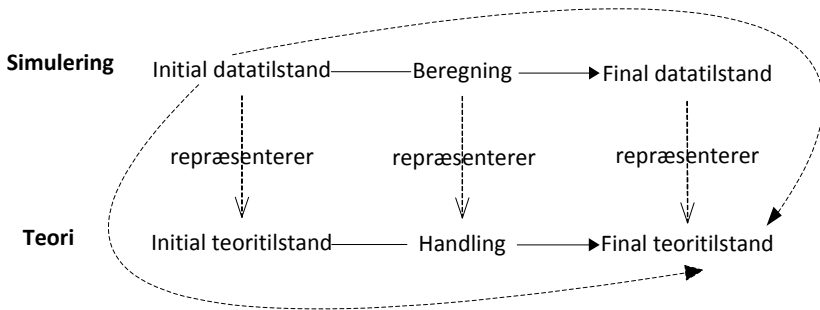 Simulering Initial datatilstand Beregning Final datatilstand
repræsenterer repræsenterer repræsenterer
Teori Initial teoritilstand Handling Final teoritilstand